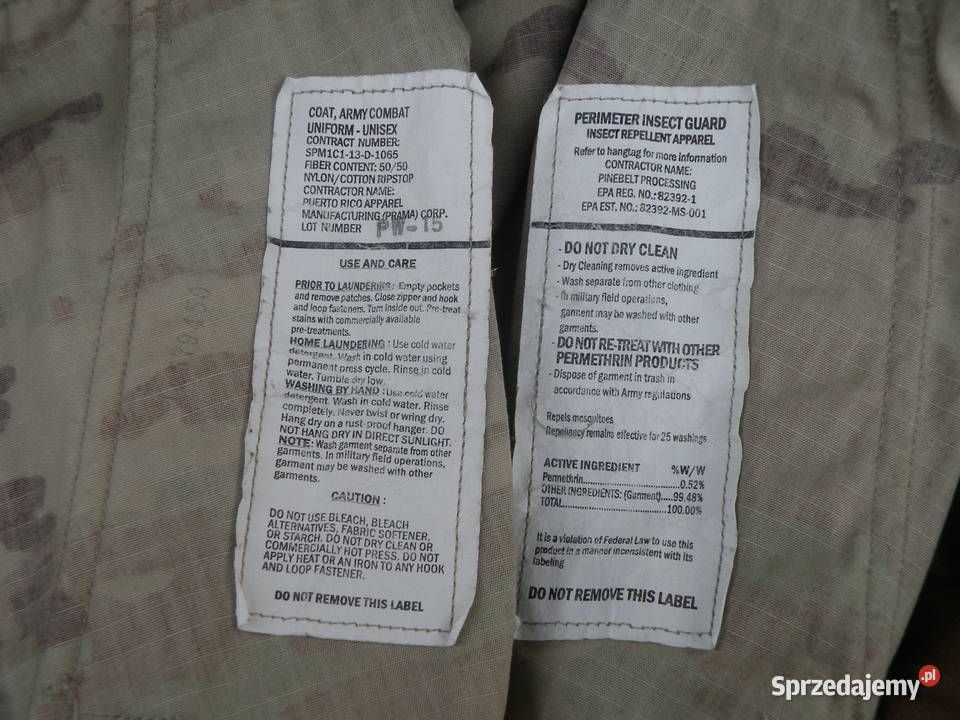 COAT, ARMY COMBAT
UNIFORM - UNISEX
CONTRACT NUMBER:
SPM1C1-13-D-1065
FIBER CONTENT: 50/50
NYLON/COTTON RIPSTOP
CONTRACTOR NAME:
PUERTO RICO APPAREL
MANUFACTURING (PRAMA) CORP.
LOT NUMBER PW-15
USE AND CARE
PRIOR TO LAUNDERING: Empty pockets
and remove patches. Close zipper and hook
and loop fasteners. Turn inside out. Pre-treat
stains with commercially available
pre-treatments.
HOME LAUNDERING: Use cold water
detergent. Wash in cold water using
permanent press cycle. Rinse in cold
water. Tumble dry low.
WASHING BY HAND: Use cold water
detergent. Wash in cold water. Rinse
completely. Never twist or wring dry.
Hang dry on a rust-proof hanger. DO
NOT HANG DRY IN DIRECT SUNLIGHT.
NOTE: Wash garment separate from other
garments. In military field operations,
garment may be washed with other
garments.
CAUTION:
DO NOT USE BLEACH, BLEACH
ALTERNATIVES, FABRIC SOFTENER,
OR STARCH. DO NOT DRY CLEAN OR
COMMERCIALLY HOT PRESS. DO NOT
APPLY HEAT OR AN IRON TO ANY HOOK
AND LOOP FASTENER.
DO NOT REMOVE THIS LABEL
PERIMETER INSECT GUARD
INSECT REPELLENT APPAREL
Refer to hangtag for more information
CONTRACTOR NAME:
PINEBELT PROCESSING
EPA REG. NO.: 82392-1
EPA EST. NO.: 82392-MS-001
- DO NOT DRY CLEAN
- Dry Cleaning removes active ingredient
- Wash separate from other clothing
- In military field operations,
garment may be washed with other
garments.
- DO NOT RE-TREAT WITH OTHER
PERMETHRIN PRODUCTS
- Dispose of garment in trash in
accordance with Army regulations
Repels mosquitoes
Repellency remains effective for 25 washings
ACTIVE INGREDIENT %W/W
Permethrin..........0.52%
OTHER INGREDIENTS: (Garment).....99.48%
TOTAL..........100.00%
It is a violation of Federal Law to use this
product in a manner inconsistent with its
labeling
DO NOT REMOVE THIS LABEL
Sprzedajemy.pl